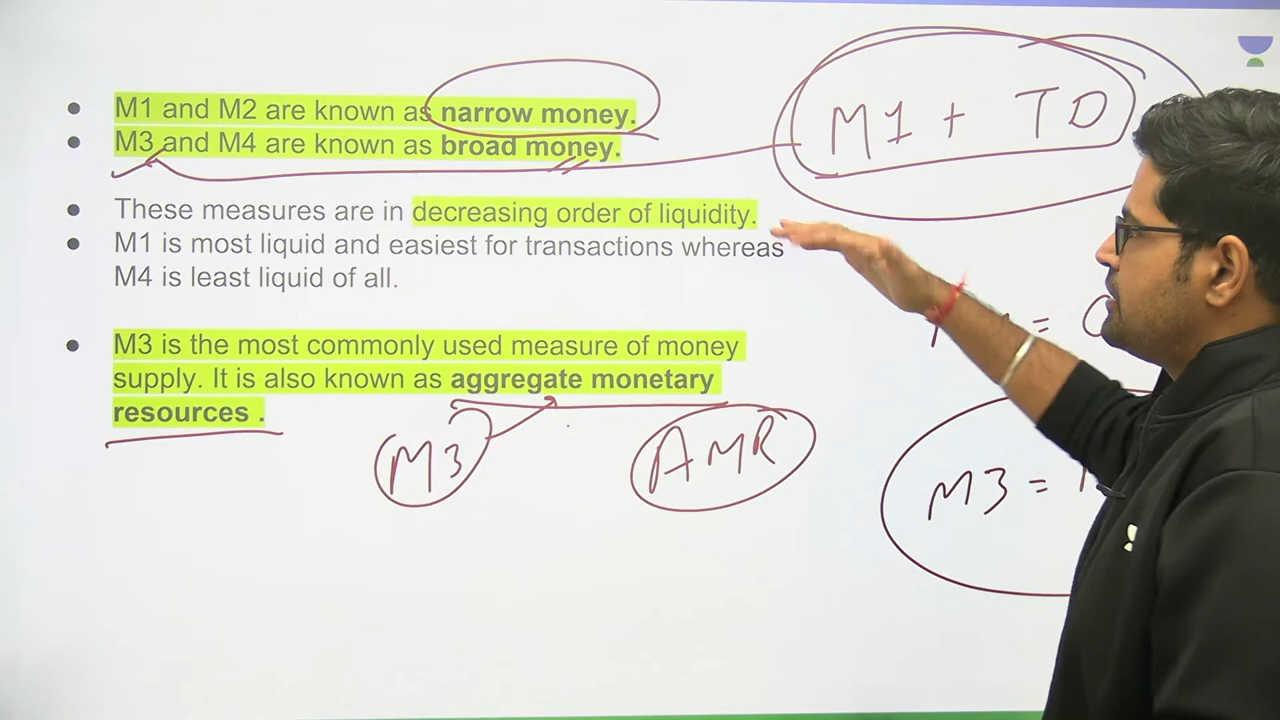 M1 and M2 are known as narrow money.
M3 and M4 are known as broad money.
M1 + TD
These measures are in decreasing order of liquidity.
M1 is most liquid and easiest for transactions whereas
M4 is least liquid of all.
M3 is the most commonly used measure of money
supply. It is also known as aggregate monetary
resources .
M3
AMR
M3 =